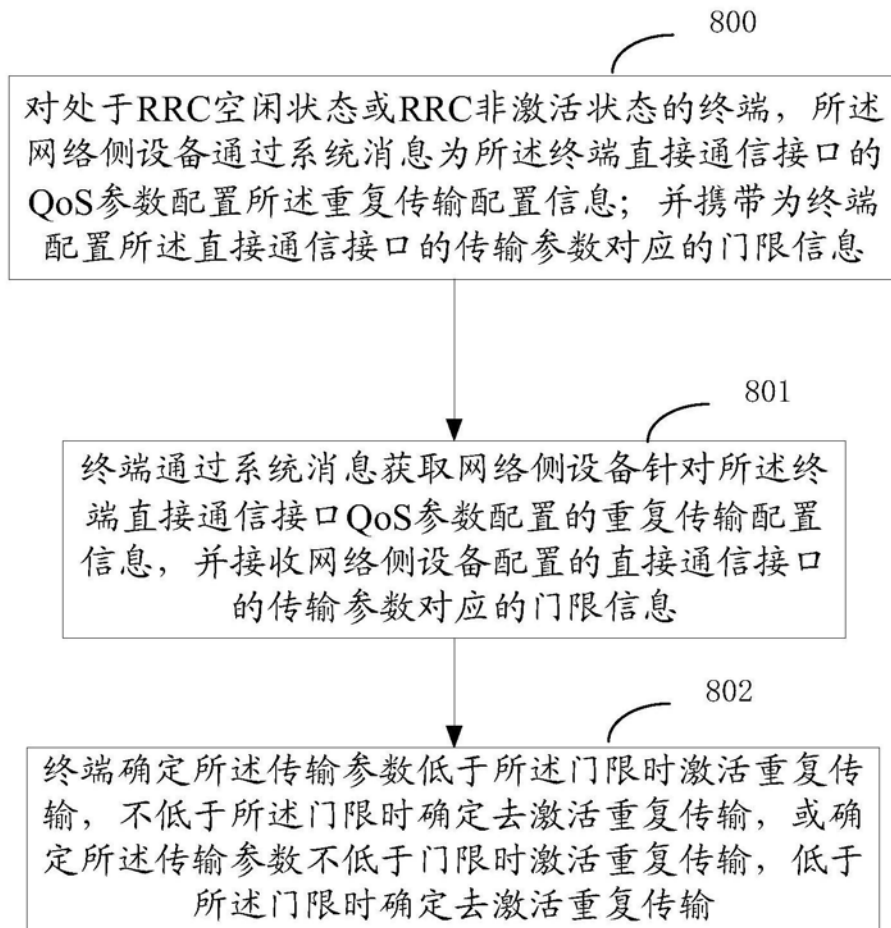 800
对处于RRC空闲状态或RRC非激活状态的终端，所述
网络侧设备通过系统消息为所述终端直接通信接口的
QoS参数配置所述重复传输配置信息；并携带为终端
配置所述直接通信接口的传输参数对应的门限信息
801
终端通过系统消息获取网络侧设备针对所述终
端直接通信接口QoS参数配置的重复传输配置
信息，并接收网络侧设备配置的直接通信接口
的传输参数对应的门限信息
802
终端确定所述传输参数低于所述门限时激活重复传
输，不低于所述门限时确定去激活重复传输，或确
定所述传输参数不低于门限时激活重复传输，低于
所述门限时确定去激活重复传输